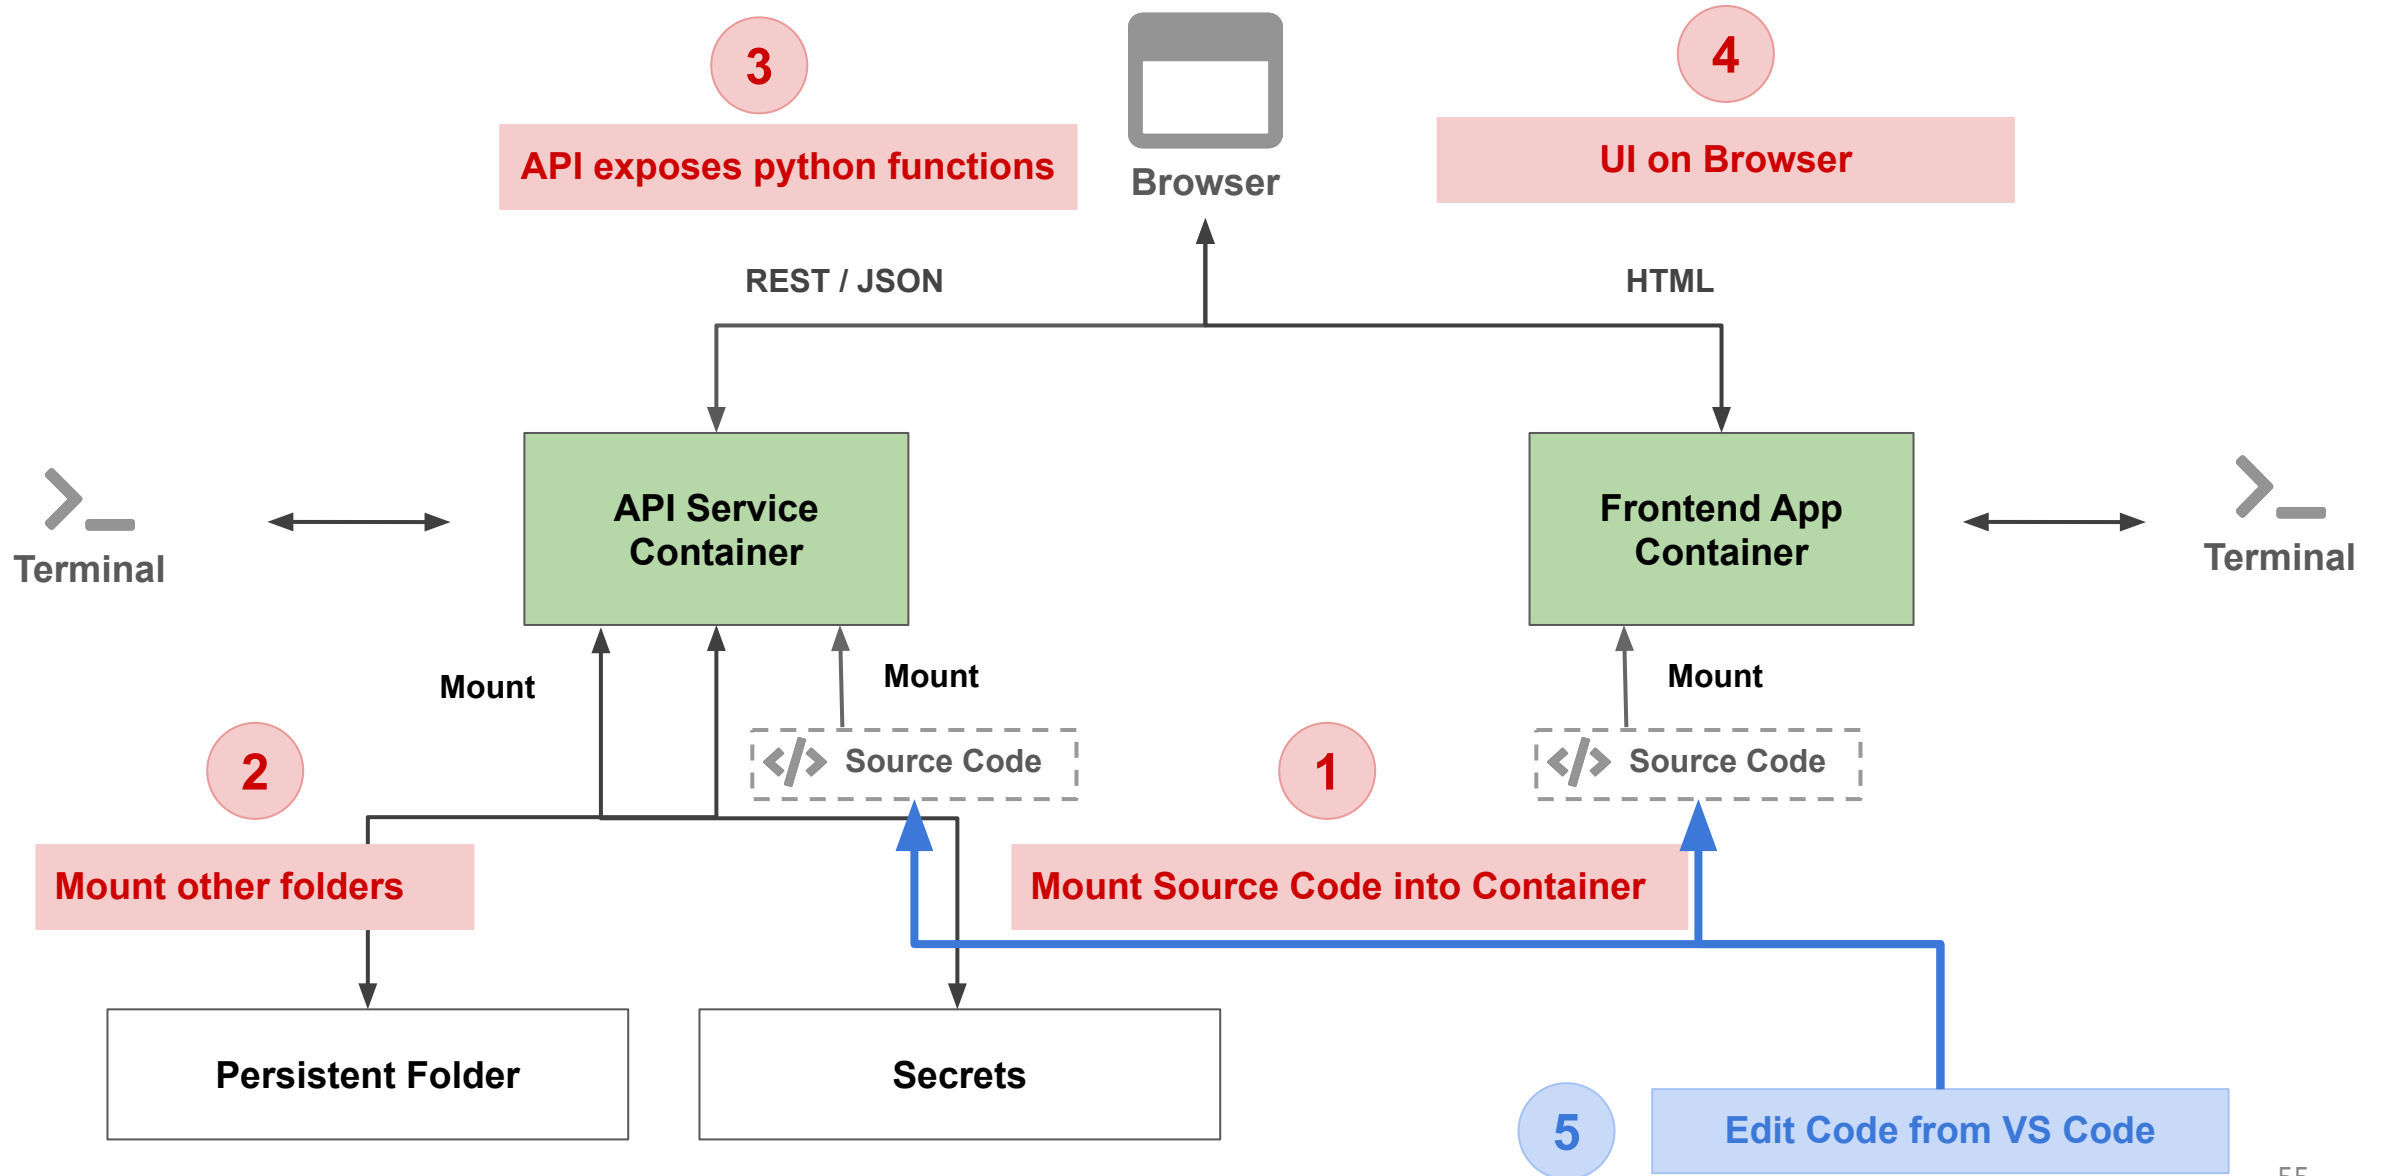 3
4
API exposes python functions
UI on Browser
Browser
REST / JSON
HTML
API Service
Container
Frontend App
Container
Terminal
Terminal
Mount
Mount
Mount
</> Source Code
</> Source Code
2
1
Mount other folders
Mount Source Code into Container
Persistent Folder
Secrets
5
Edit Code from VS Code
55